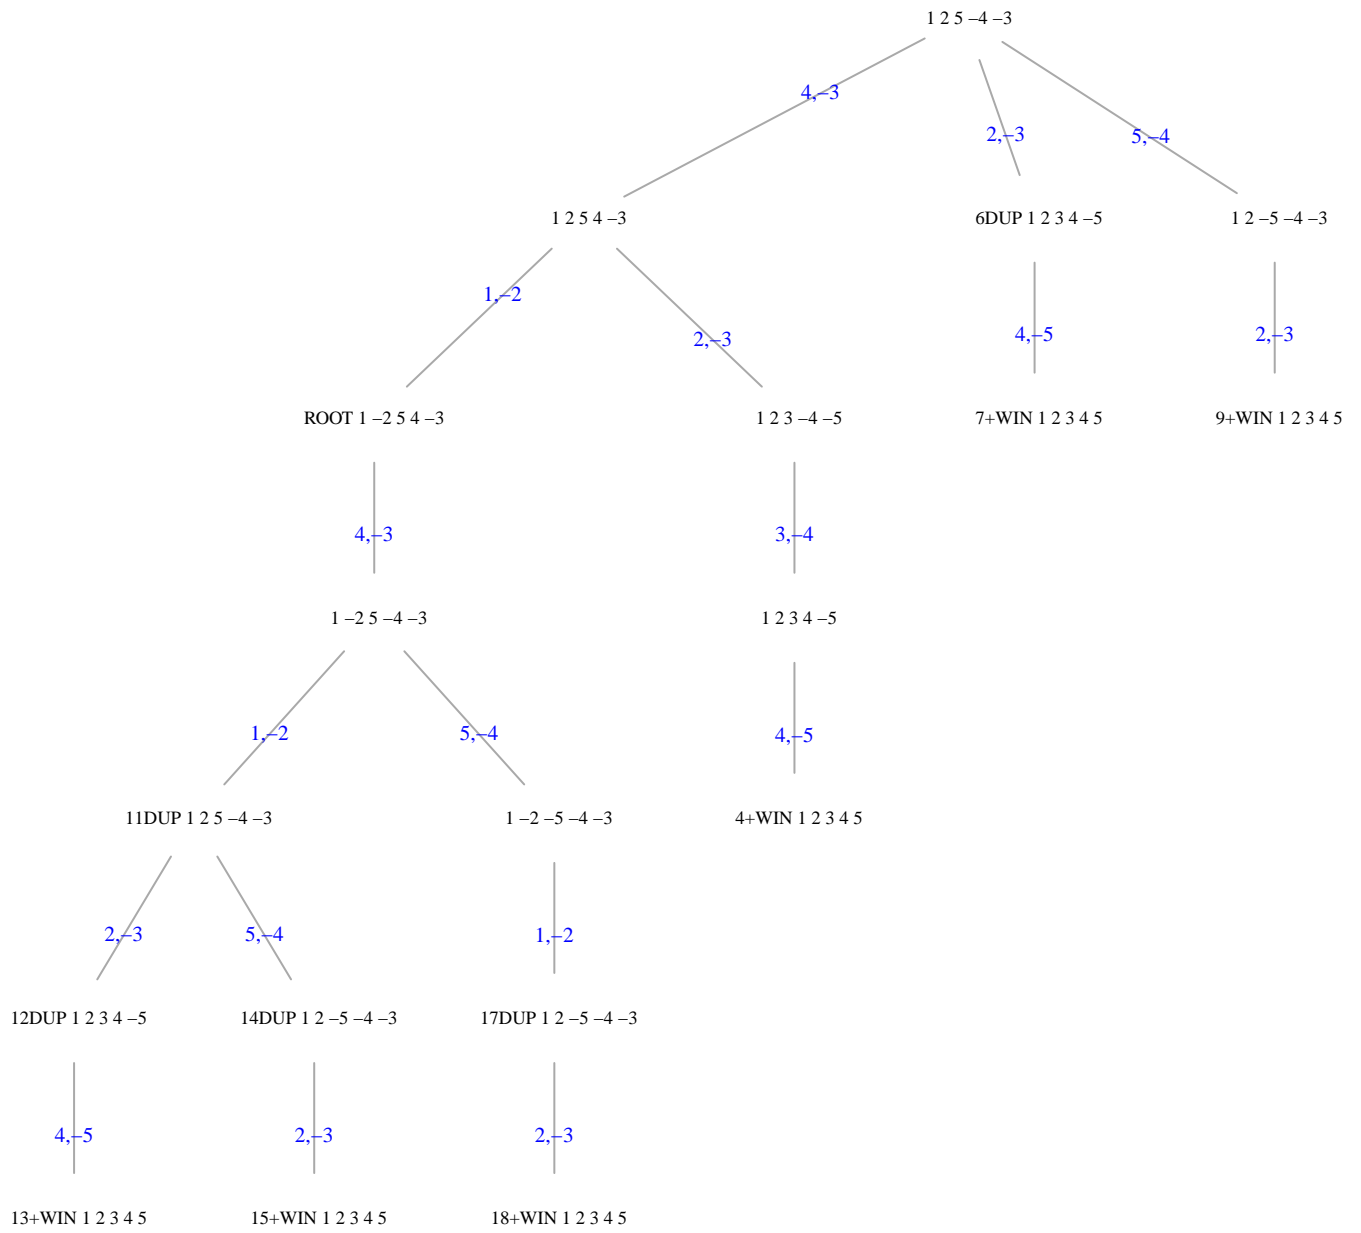 1 2 5 –4 –3
4,–3
2,–3
5,–4
1 2 5 4 –3
6DUP 1 2 3 4 –5
1 2 –5 –4 –3
1,–2
2,–3
4,–5
2,–3
ROOT 1 –2 5 4 –3
1 2 3 –4 –5
7+WIN 1 2 3 4 5
9+WIN 1 2 3 4 5
4,–3
3,–4
1 –2 5 –4 –3
1 2 3 4 –5
1,–2
5,–4
4,–5
11DUP 1 2 5 –4 –3
1 –2 –5 –4 –3
4+WIN 1 2 3 4 5
2,–3
5,–4
1,–2
12DUP 1 2 3 4 –5
14DUP 1 2 –5 –4 –3
17DUP 1 2 –5 –4 –3
4,–5
2,–3
2,–3
13+WIN 1 2 3 4 5
15+WIN 1 2 3 4 5
18+WIN 1 2 3 4 5